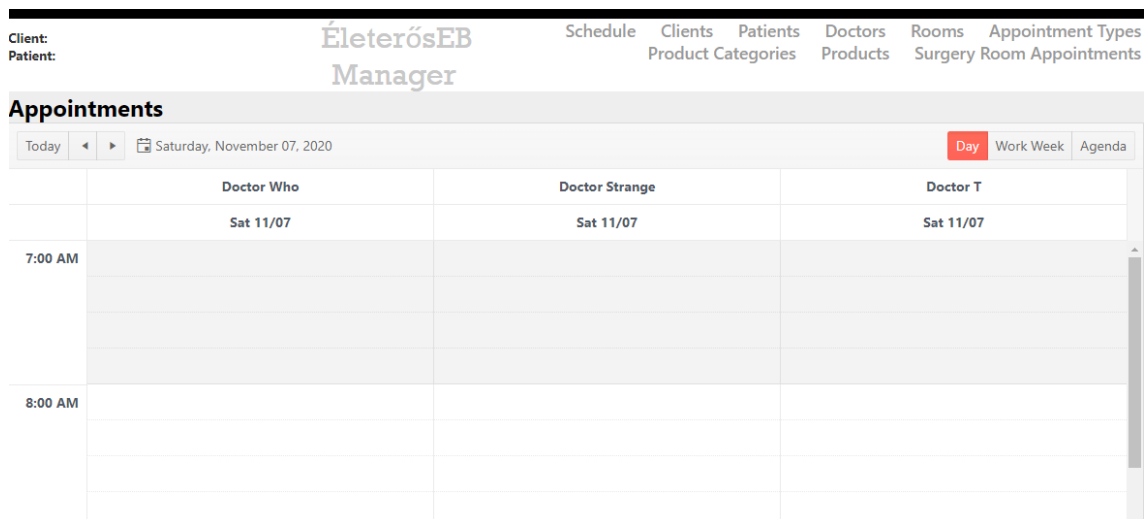 Client:
Patient:
ÉleterősEB
Manager
Schedule Clients Patients Doctors Rooms Appointment Types
Product Categories Products Surgery Room Appointments
Appointments
Today Saturday, November 07, 2020 Day Work Week Agenda
Doctor Who Doctor Strange Doctor T
Sat 11/07 Sat 11/07 Sat 11/07
7:00 AM
8:00 AM